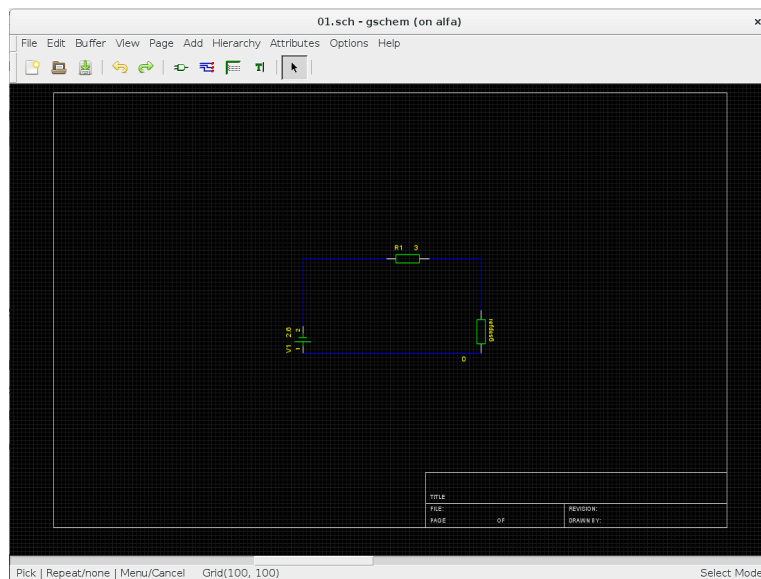 01.sch - gschem (on alfa)
File Edit Buffer View Page Add Hierarchy Attributes Options Help
R1 3
V1 2.6
2
1
0
TITLE
FILE: REVISION:
PAGE OF DRAWN BY:
Pick | Repeat/none | Menu/Cancel Grid(100, 100) Select Mode